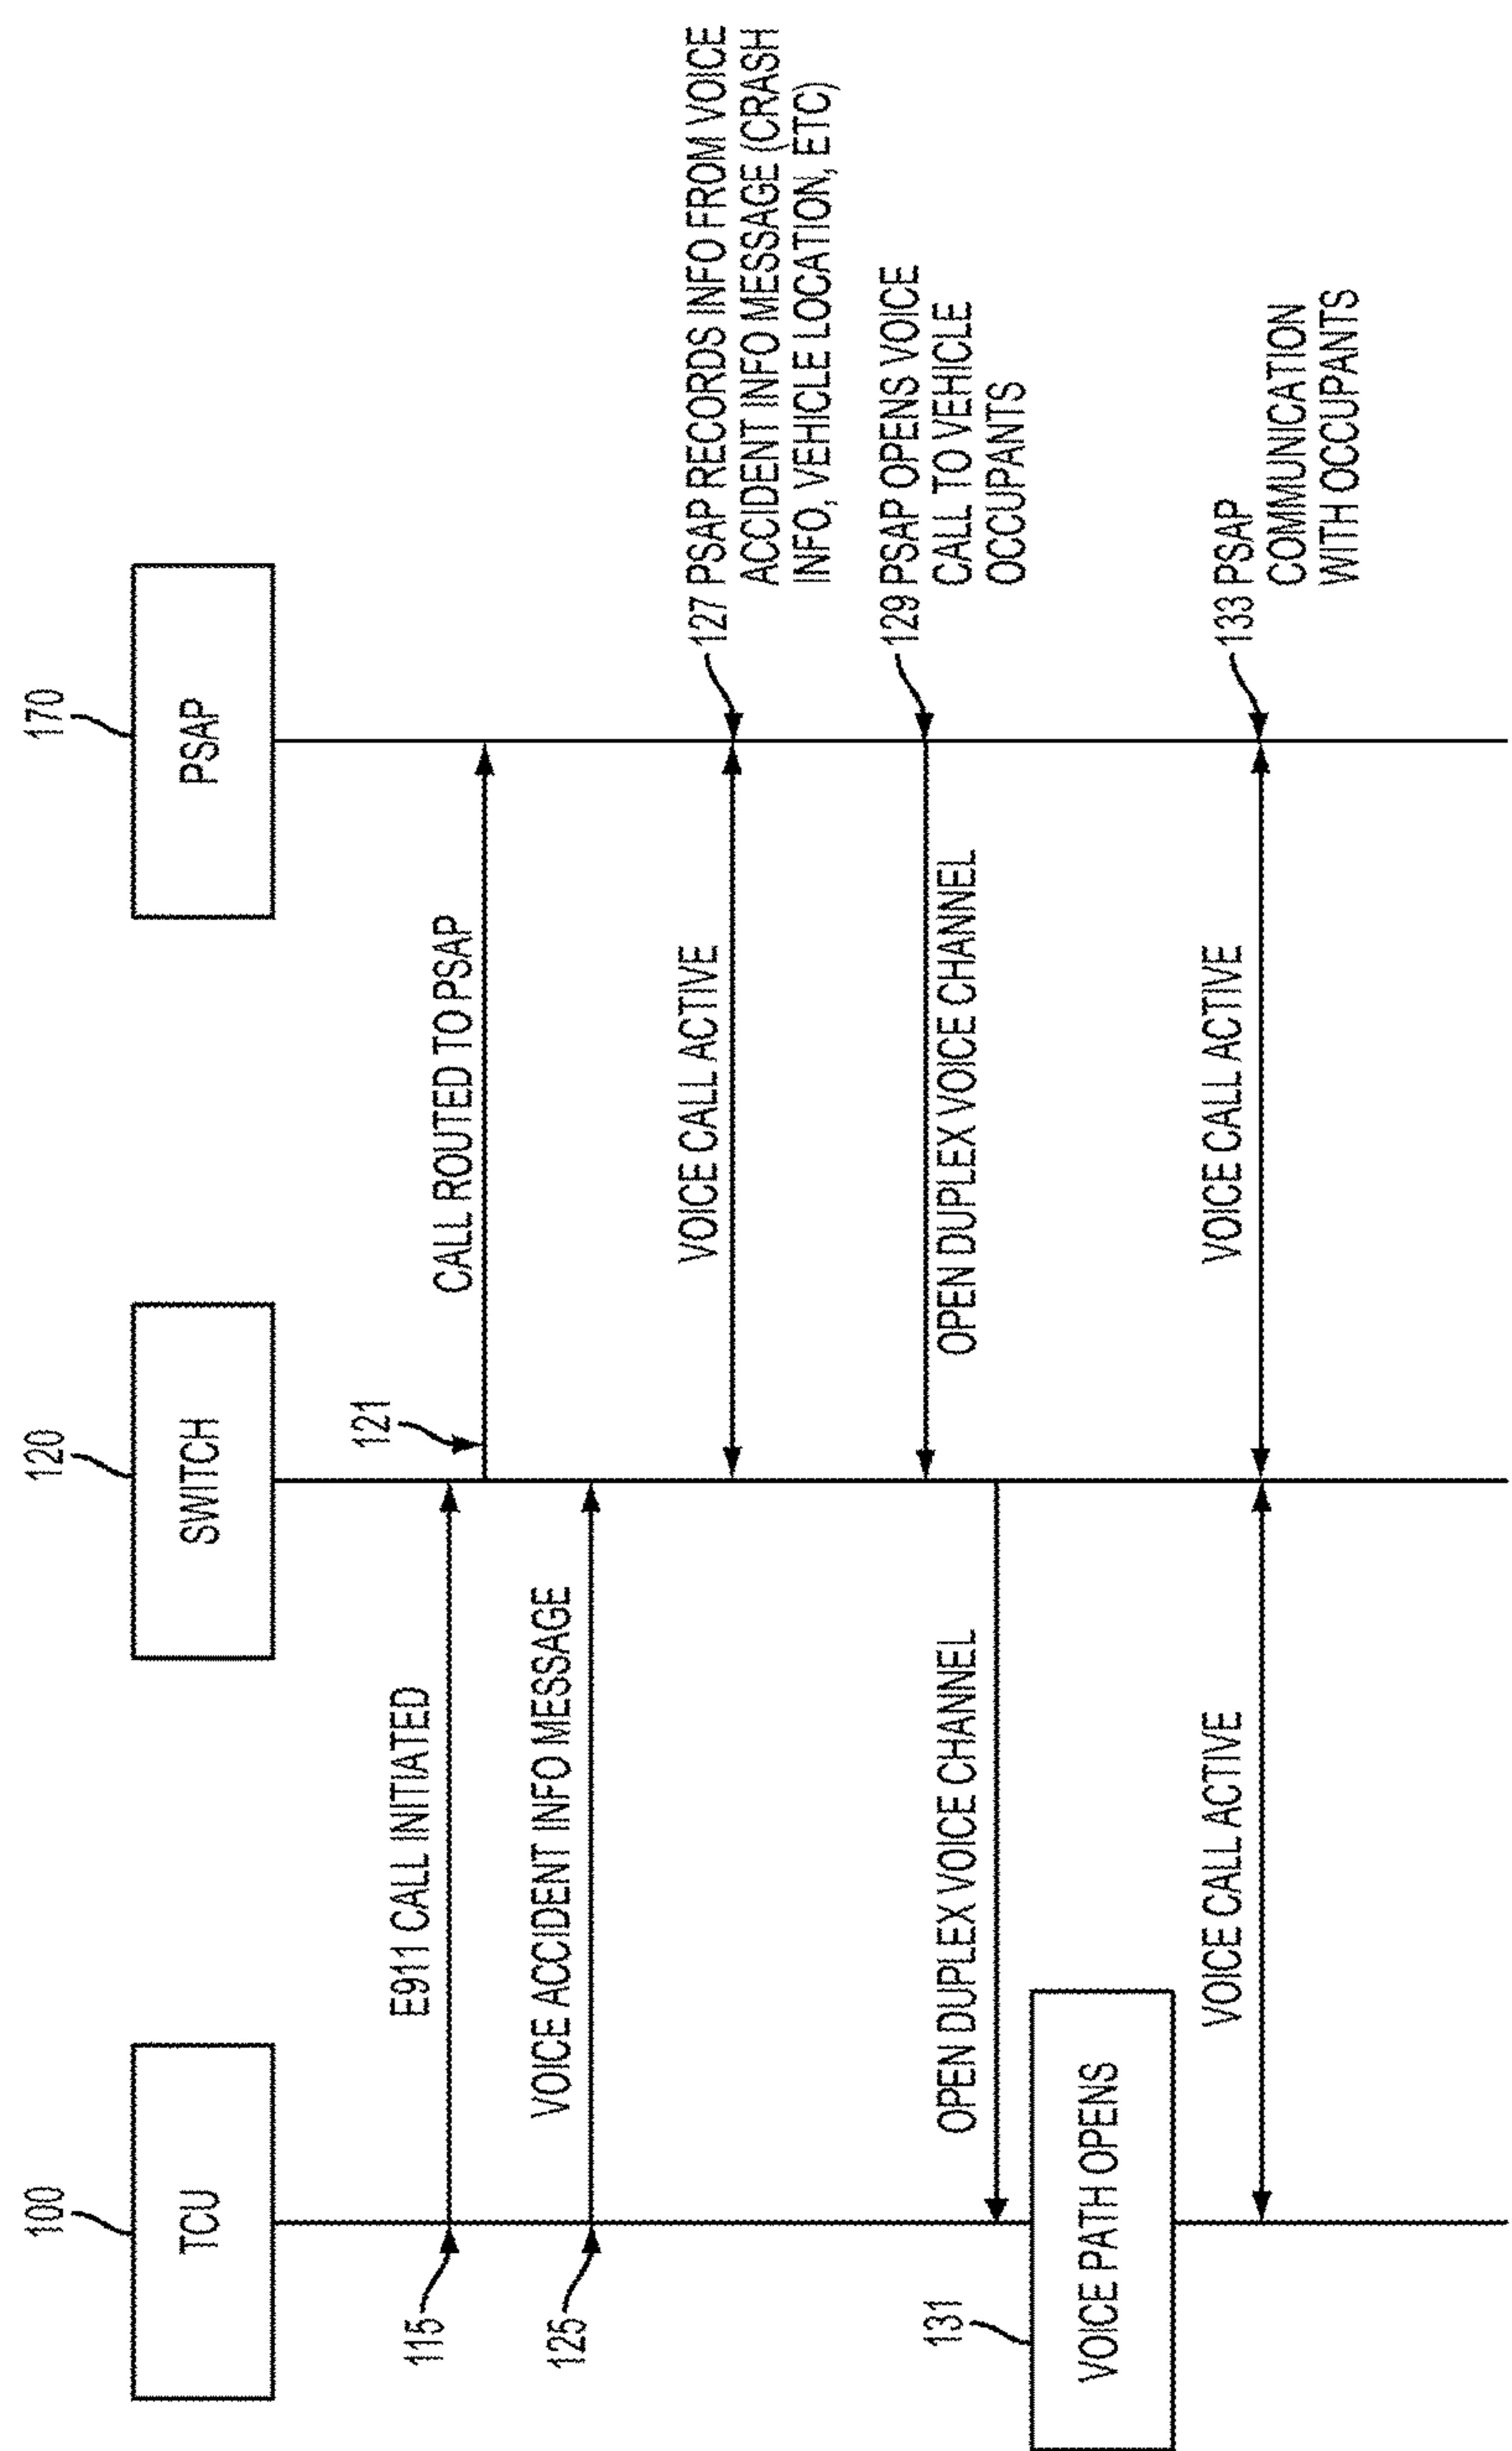 100
TCU
120
SWITCH
170
PSAP
115
E911 CALL INITIATED
121
CALL ROUTED TO PSAP
125
VOICE ACCIDENT INFO MESSAGE
VOICE CALL ACTIVE
127 PSAP RECORDS INFO FROM VOICE
ACCIDENT INFO MESSAGE (CRASH
INFO, VEHICLE LOCATION, ETC)
OPEN DUPLEX VOICE CHANNEL
129 PSAP OPENS VOICE
CALL TO VEHICLE
OCCUPANTS
OPEN DUPLEX VOICE CHANNEL
131
VOICE PATH OPENS
VOICE CALL ACTIVE
VOICE CALL ACTIVE
133 PSAP
COMMUNICATION
WITH OCCUPANTS